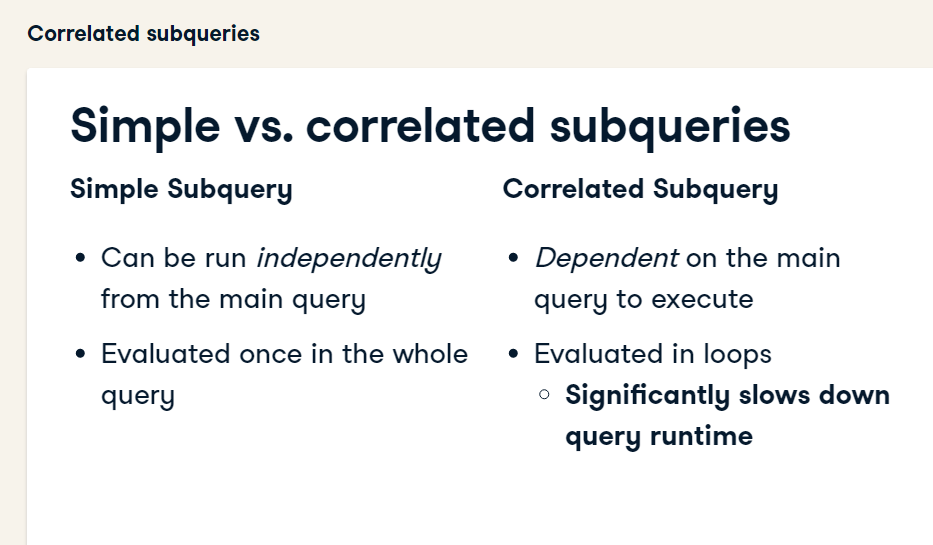 Correlated subqueries
Simple vs. correlated subqueries
Simple Subquery
Can be run independently
from the main query
Evaluated once in the whole
query
Correlated Subquery
Dependent on the main
query to execute
Evaluated in loops
Significantly slows down
query runtime